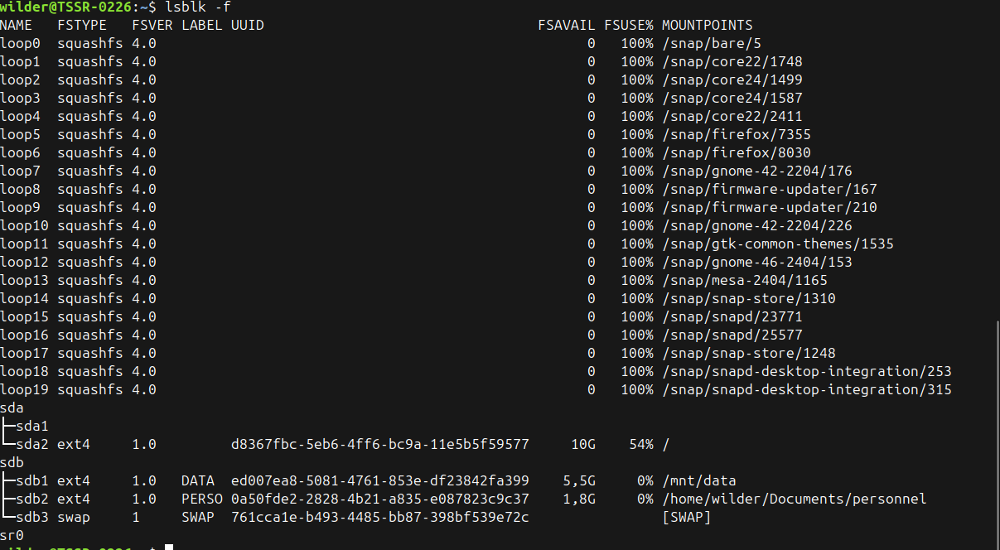 wilder@TSSR-0226:~$ lsblk -f
NAME FSTYPE FSVER LABEL UUID FSAVAIL FSUSE% MOUNTPOINTS
loop0 squashfs 4.0 0 100% /snap/bare/5
loop1 squashfs 4.0 0 100% /snap/core22/1748
loop2 squashfs 4.0 0 100% /snap/core24/1499
loop3 squashfs 4.0 0 100% /snap/core24/1587
loop4 squashfs 4.0 0 100% /snap/core22/2411
loop5 squashfs 4.0 0 100% /snap/firefox/7355
loop6 squashfs 4.0 0 100% /snap/firefox/8030
loop7 squashfs 4.0 0 100% /snap/gnome-42-2204/176
loop8 squashfs 4.0 0 100% /snap/firmware-updater/167
loop9 squashfs 4.0 0 100% /snap/firmware-updater/210
loop10 squashfs 4.0 0 100% /snap/gnome-42-2204/226
loop11 squashfs 4.0 0 100% /snap/gtk-common-themes/1535
loop12 squashfs 4.0 0 100% /snap/gnome-46-2404/153
loop13 squashfs 4.0 0 100% /snap/mesa-2404/1165
loop14 squashfs 4.0 0 100% /snap/snap-store/1310
loop15 squashfs 4.0 0 100% /snap/snapd/23771
loop16 squashfs 4.0 0 100% /snap/snapd/25577
loop17 squashfs 4.0 0 100% /snap/snap-store/1248
loop18 squashfs 4.0 0 100% /snap/snapd-desktop-integration/253
loop19 squashfs 4.0 0 100% /snap/snapd-desktop-integration/315
sda
├─sda1
└─sda2 ext4 1.0 d8367fbc-5eb6-4ff6-bc9a-11e5b5f59577 10G 54% /
sdb
├─sdb1 ext4 1.0 DATA ed007ea8-5081-4761-853e-df23842fa399 5,5G 0% /mnt/data
├─sdb2 ext4 1.0 PERSO 0a50fde2-2828-4b21-a835-e087823c9c37 1,8G 0% /home/wilder/Documents/personnel
└─sdb3 swap 1 SWAP 761cca1e-b493-4485-bb87-398bf539e72c [SWAP]
sr0
wilder@TSSR-0226:~$